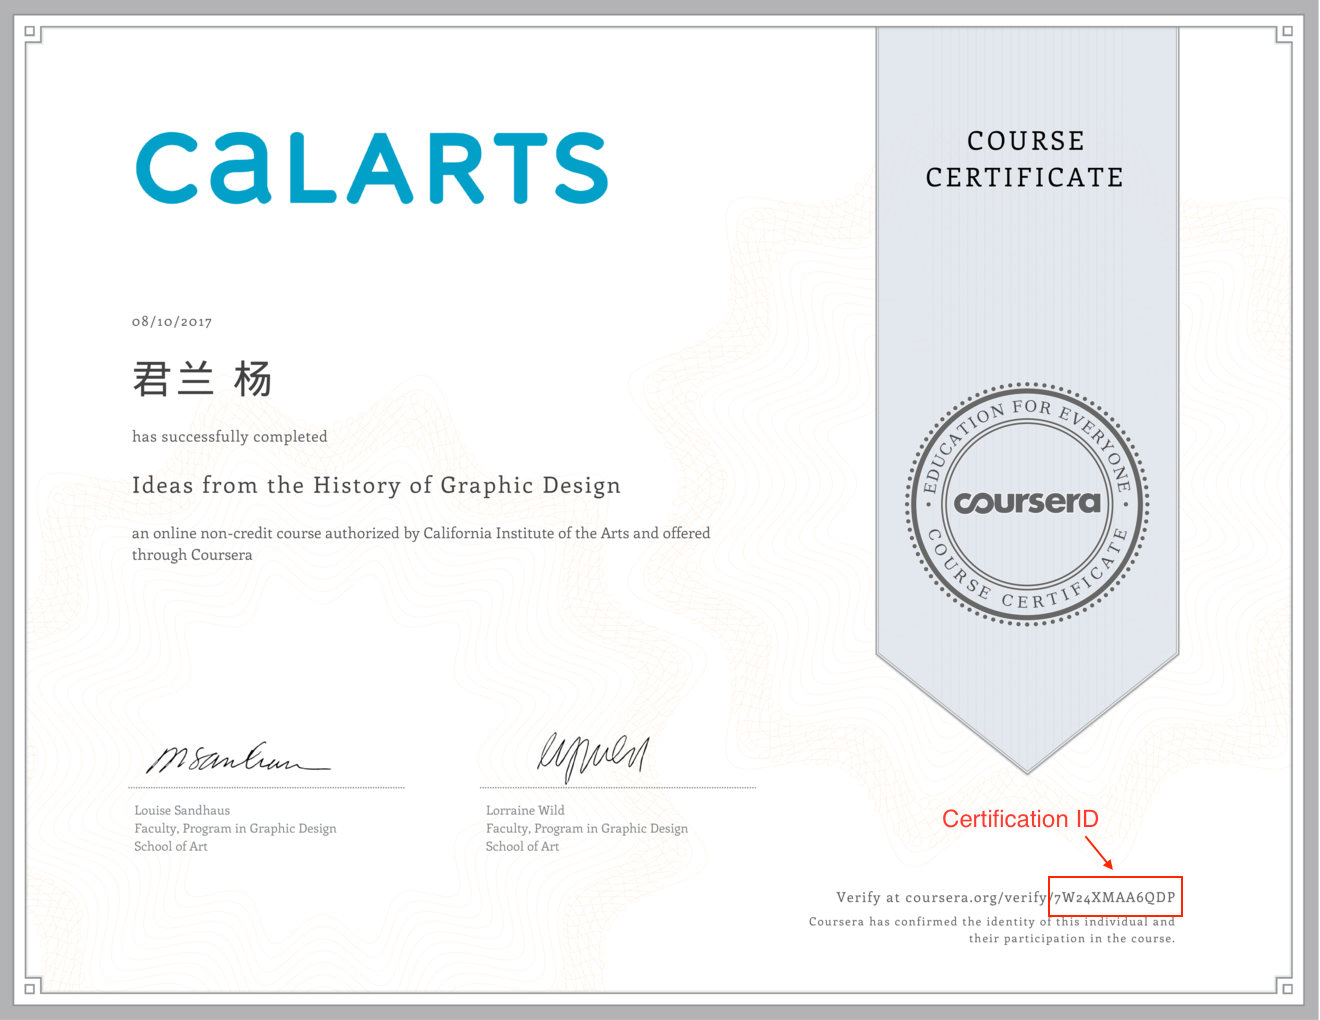 CALARTS
COURSE
CERTIFICATE
08/10/2017
君兰 杨
has successfully completed
Ideas from the History of Graphic Design
an online non-credit course authorized by California Institute of the Arts and offered
through Coursera
EDUCATION FOR EVERYONE
coursera
COURSE CERTIFICATE
Louise Sandhaus
Faculty, Program in Graphic Design
School of Art
Lorraine Wild
Faculty, Program in Graphic Design
School of Art
Certification ID
Verify at coursera.org/verify/7W24XMAA6QDP
Coursera has confirmed the identity of this individual and
their participation in the course.